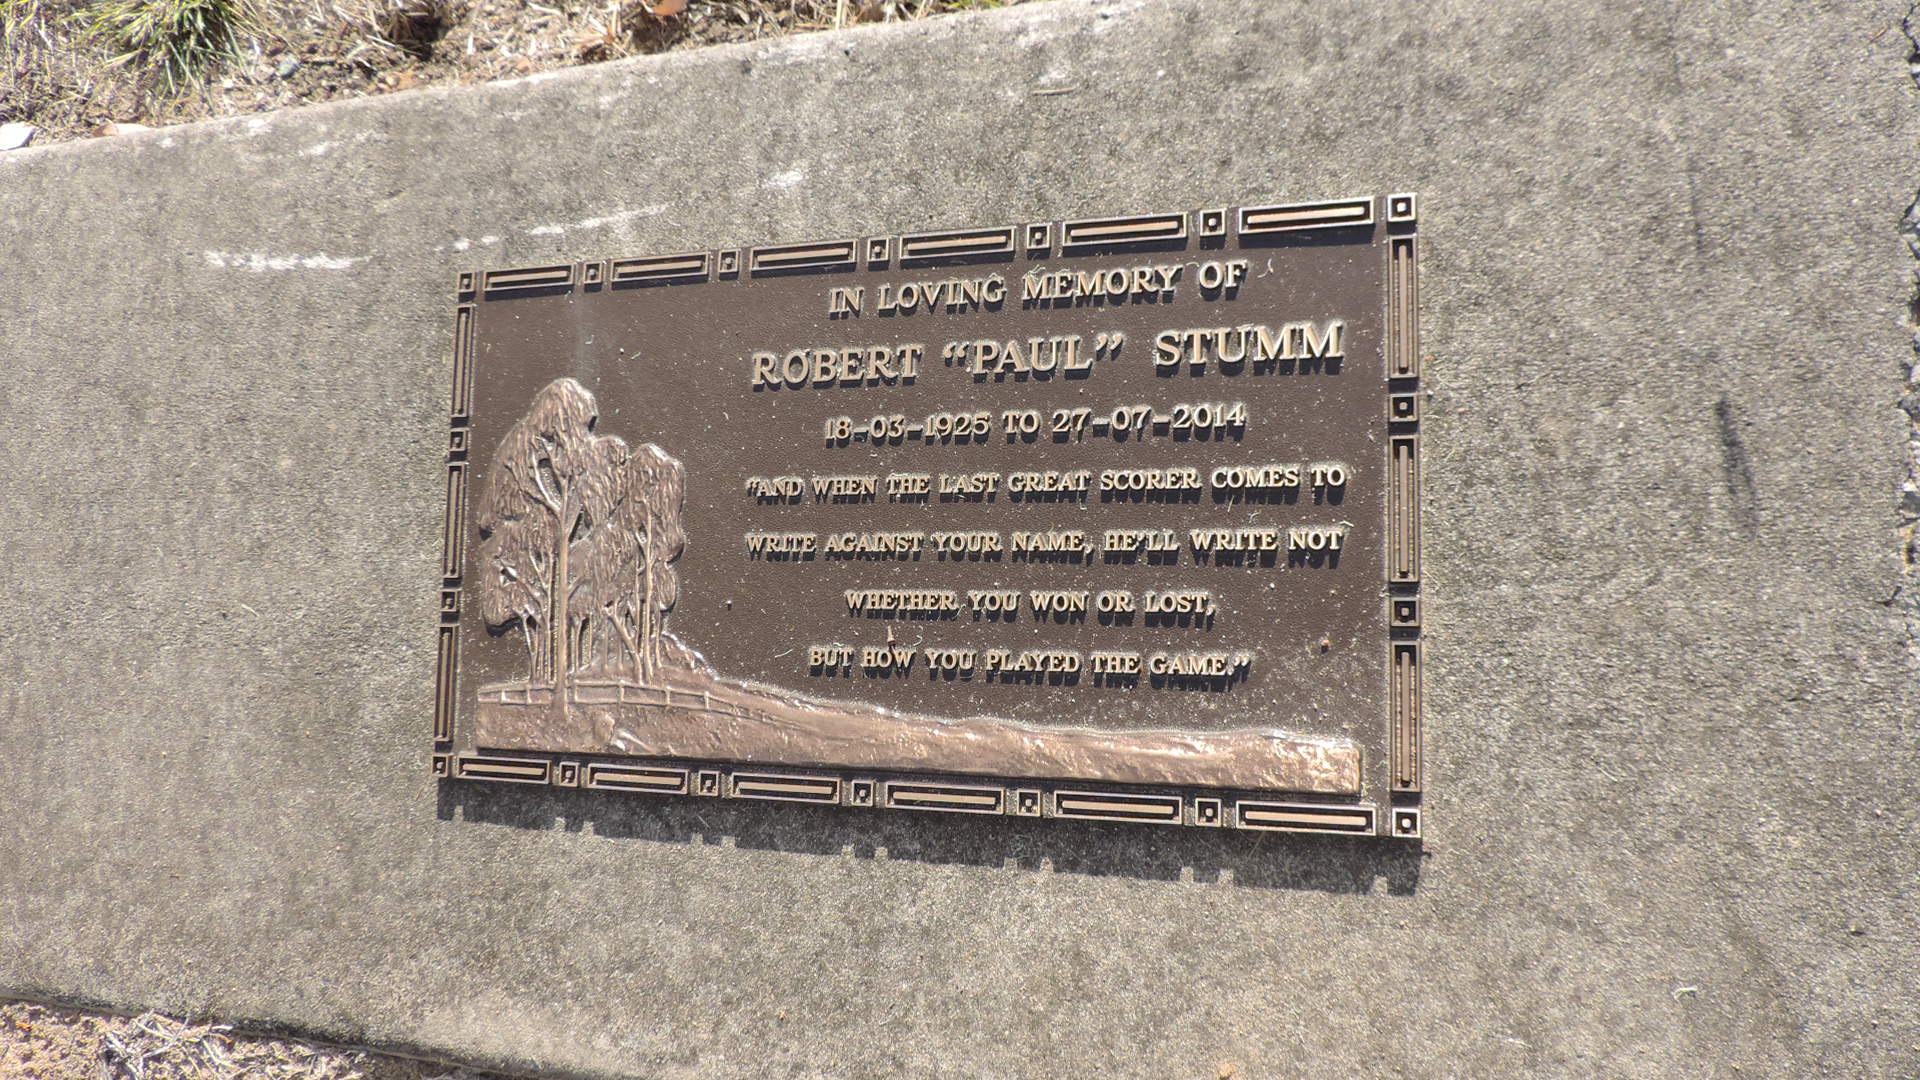 IN LOVING MEMORY OF
ROBERT "PAUL" STUMM
18-03-1925 TO 27-07-2014
"AND WHEN THE LAST GREAT SCORER COMES TO
WRITE AGAINST YOUR NAME, HE'LL WRITE NOT
WHETHER YOU WON OR LOST,
BUT HOW YOU PLAYED THE GAME."